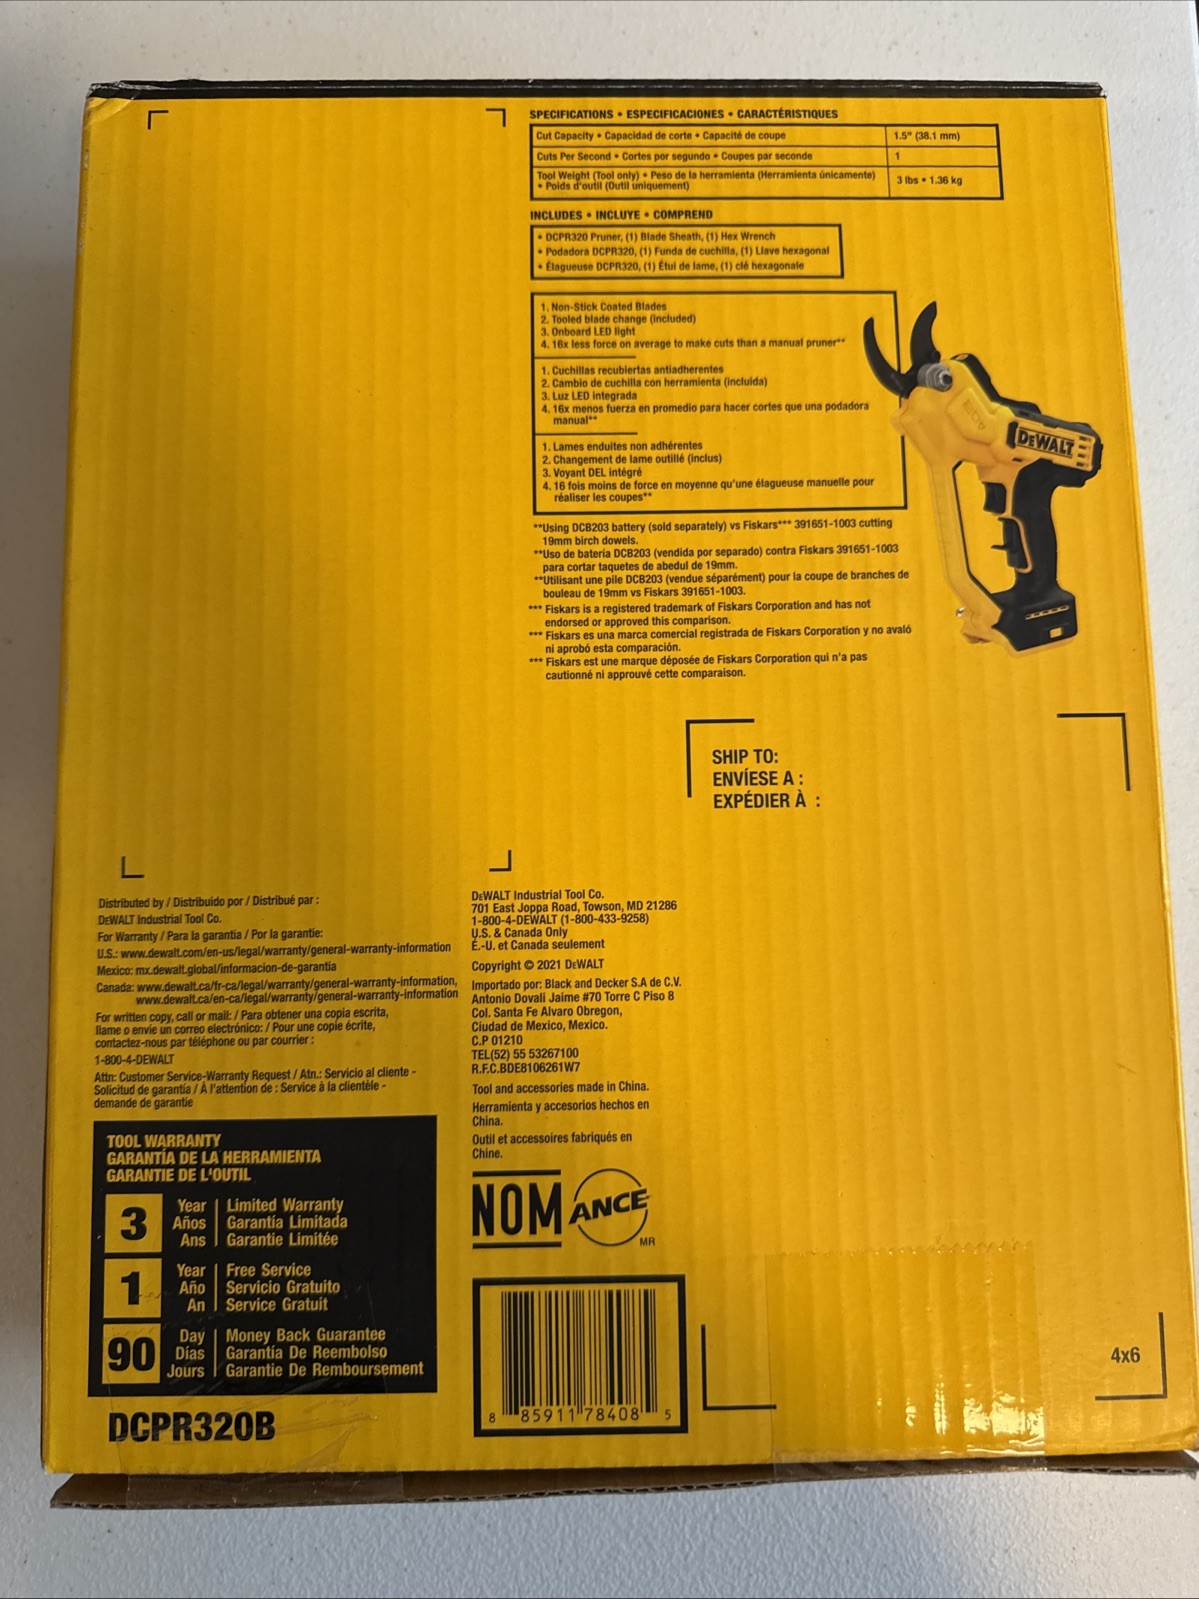 SPECIFICATIONS • ESPECIFICACIONES • CARACTÉRISTIQUES
Cut Capacity • Capacidad de corte • Capacité de coupe 1.5" (38.1 mm)
Cuts Per Second • Cortes por segundo • Coupes par seconde 1
Tool Weight (Tool only) • Peso de la herramienta (Herramienta únicamente)
• Poids d'outil (Outil uniquement) 3 lbs • 1.36 kg
INCLUDES • INCLUYE • COMPREND
• DCPR320 Pruner, (1) Blade Sheath, (1) Hex Wrench
• Podadora DCPR320, (1) Funda de cuchilla, (1) Llave hexagonal
• Élagueuse DCPR320, (1) Étui de lame, (1) clé hexagonale
1. Non-Stick Coated Blades
2. Tooled blade change (included)
3. Onboard LED light
4. 16x less force on average to make cuts than a manual pruner**
1. Cuchillas recubiertas antiadherentes
2. Cambio de cuchilla con herramienta (incluida)
3. Luz LED integrada
4. 16x menos fuerza en promedio para hacer cortes que una podadora
manual**
1. Lames enduites non adhérentes
2. Changement de lame outillé (inclus)
3. Voyant DEL intégré
4. 16 fois moins de force en moyenne qu'une élagueuse manuelle pour
réaliser les coupes**
DEWALT
**Using DCB203 battery (sold separately) vs Fiskars*** 391651-1003 cutting
19mm birch dowels.
**Uso de batería DCB203 (vendida por separado) contra Fiskars 391651-1003
para cortar taquetes de abedul de 19mm.
**Utilisant une pile DCB203 (vendue séparément) pour la coupe de branches de
bouleau de 19mm vs Fiskars 391651-1003.
*** Fiskars is a registered trademark of Fiskars Corporation and has not
endorsed or approved this comparison.
*** Fiskars es una marca comercial registrada de Fiskars Corporation y no avaló
ni aprobó esta comparación.
*** Fiskars est une marque déposée de Fiskars Corporation qui n'a pas
cautionné ni approuvé cette comparaison.
SHIP TO:
ENVÍESE A :
EXPÉDIER À :
Distributed by / Distribuido por / Distribué par :
DEWALT Industrial Tool Co.
For Warranty / Para la garantía / Por la garantie:
U.S.: www.dewalt.com/en-us/legal/warranty/general-warranty-information
Mexico: mx.dewalt.global/informacion-de-garantia
Canada: www.dewalt.ca/fr-ca/legal/warranty/general-warranty-information,
www.dewalt.ca/en-ca/legal/warranty/general-warranty-information
For written copy, call or mail: / Para obtener una copia escrita,
llame o envíe un correo electrónico: / Pour une copie écrite,
contactez-nous par téléphone ou par courrier :
1-800-4-DEWALT
Attn: Customer Service-Warranty Request / Atn.: Servicio al cliente -
Solicitud de garantía / À l'attention de : Service à la clientèle -
demande de garantie
DEWALT Industrial Tool Co.
701 East Joppa Road, Towson, MD 21286
1-800-4-DEWALT (1-800-433-9258)
U.S. & Canada Only
É.-U. et Canada seulement
Copyright © 2021 DEWALT
Importado por: Black and Decker S.A de C.V.
Antonio Dovali Jaime #70 Torre C Piso 8
Col. Santa Fe Alvaro Obregon,
Ciudad de Mexico, Mexico.
C.P 01210
TEL(52) 55 53267100
R.F.C.BDE8106261W7
Tool and accessories made in China.
Herramienta y accesorios hechos en
China.
Outil et accessoires fabriqués en
Chine.
TOOL WARRANTY
GARANTÍA DE LA HERRAMIENTA
GARANTIE DE L'OUTIL
3 Year Limited Warranty
Años Garantía Limitada
Ans Garantie Limitée
1 Year Free Service
Año Servicio Gratuito
An Service Gratuit
90 Day Money Back Guarantee
Días Garantía De Reembolso
Jours Garantie De Remboursement
DCPR320B
NOM ANCE
MR
8 85911 78408 5
4x6